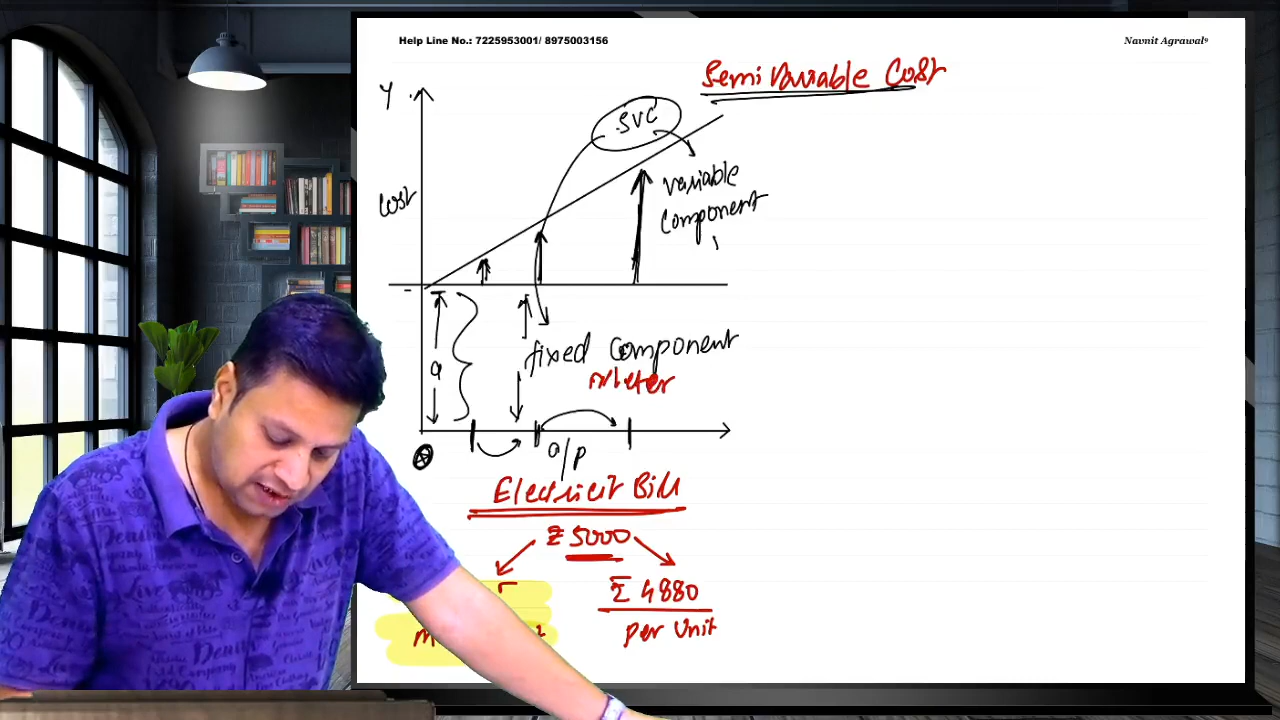 Help Line No.: 7225953001/ 8975003156
Navnit Agrawal9
Semi Variable Cost
Y
SVC
Cost
variable
component
a
fixed component
meter
O/P
Electricit Bill
₹ 5000
₹ 4880
Per Unit